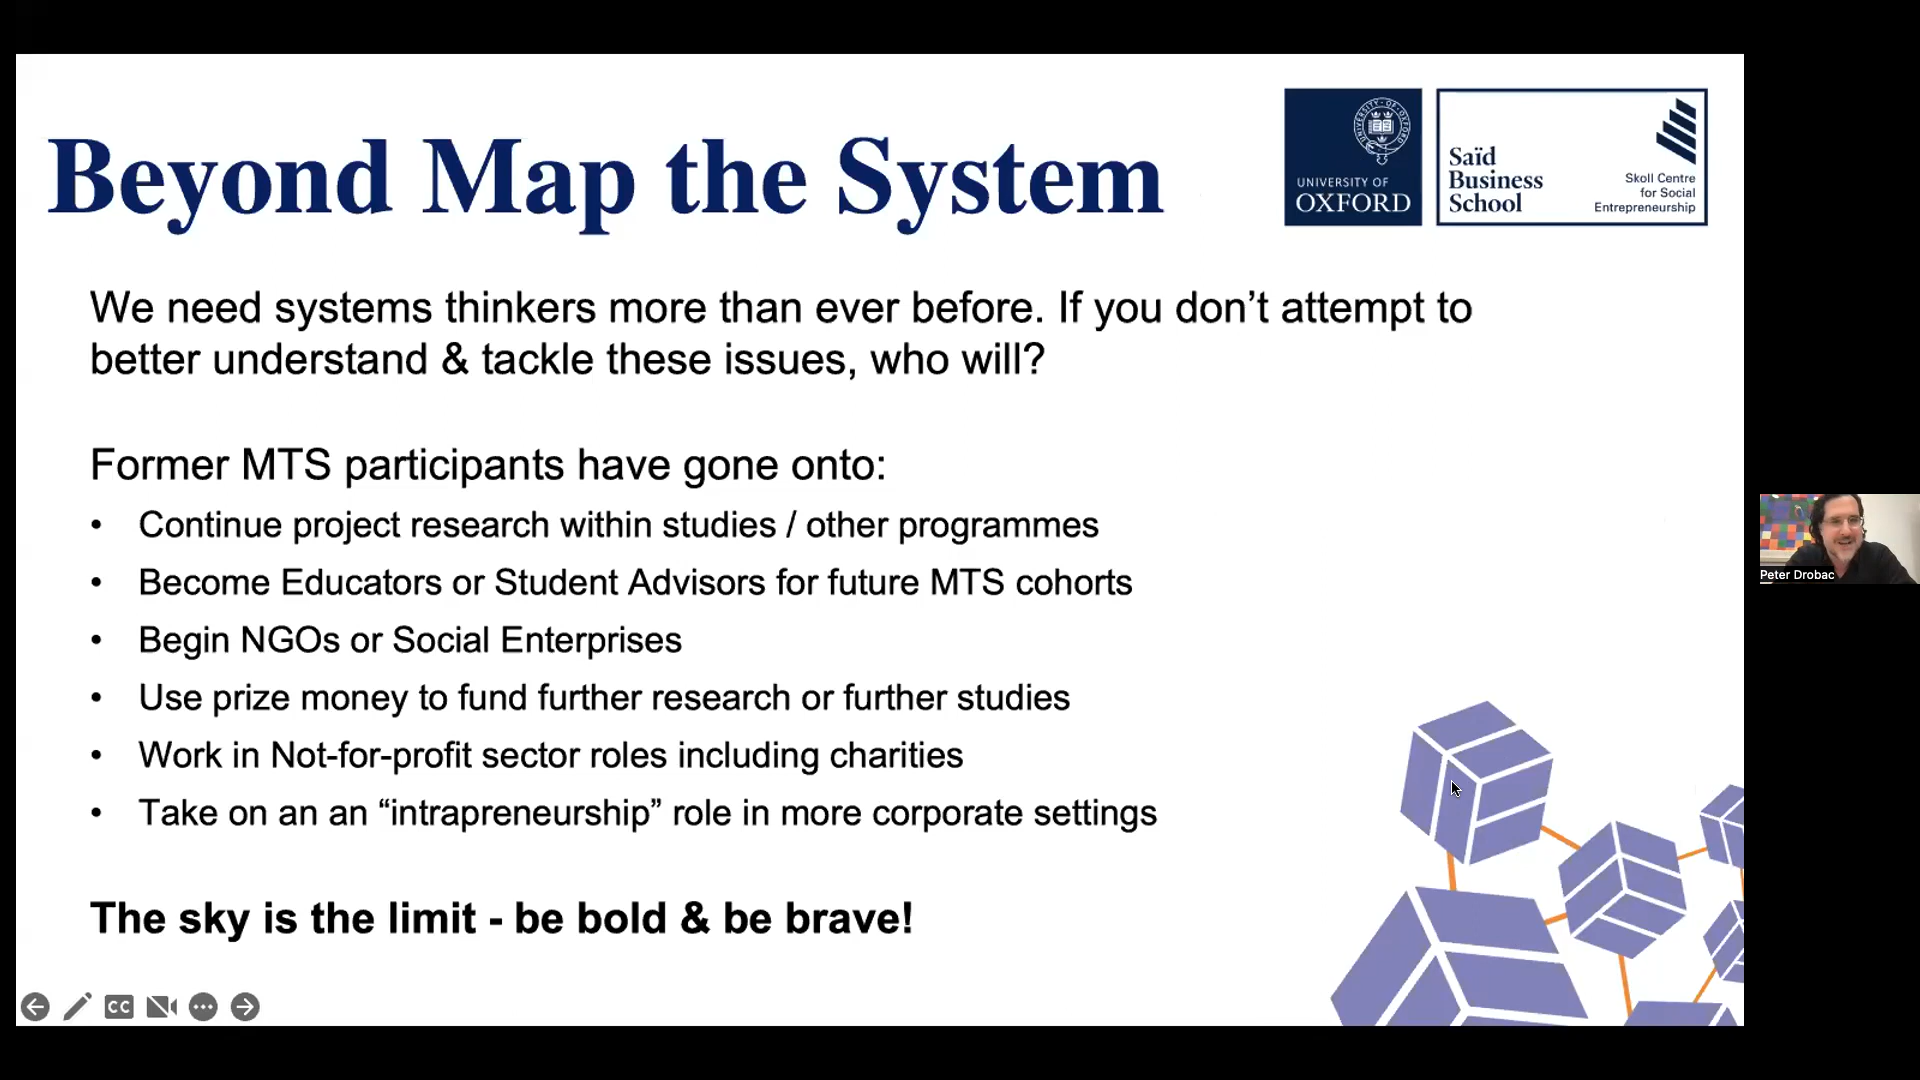 Beyond Map the System
UNIVERSITY OF
OXFORD
Saïd
Business
School
Skoll Centre
for Social
Entrepreneurship
We need systems thinkers more than ever before. If you don’t attempt to
better understand & tackle these issues, who will?
Former MTS participants have gone onto:
• Continue project research within studies / other programmes
• Become Educators or Student Advisors for future MTS cohorts
• Begin NGOs or Social Enterprises
• Use prize money to fund further research or further studies
• Work in Not-for-profit sector roles including charities
• Take on an an “intrapreneurship” role in more corporate settings
The sky is the limit - be bold & be brave!
Peter Drobac
CC